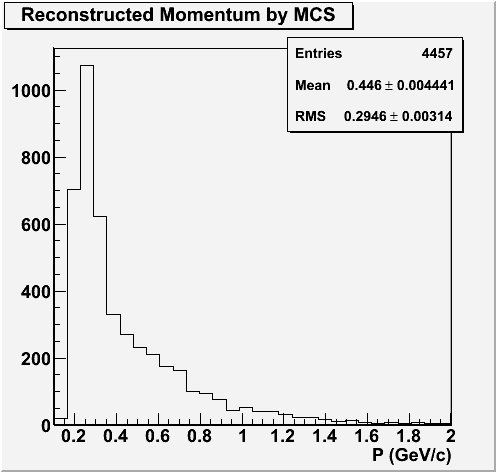 Reconstructed Momentum by MCS
Entries 4457
Mean 0.446 ± 0.004441
RMS 0.2946 ± 0.00314
1000
800
600
400
200
0
0.2 0.4 0.6 0.8 1 1.2 1.4 1.6 1.8 2
P (GeV/c)